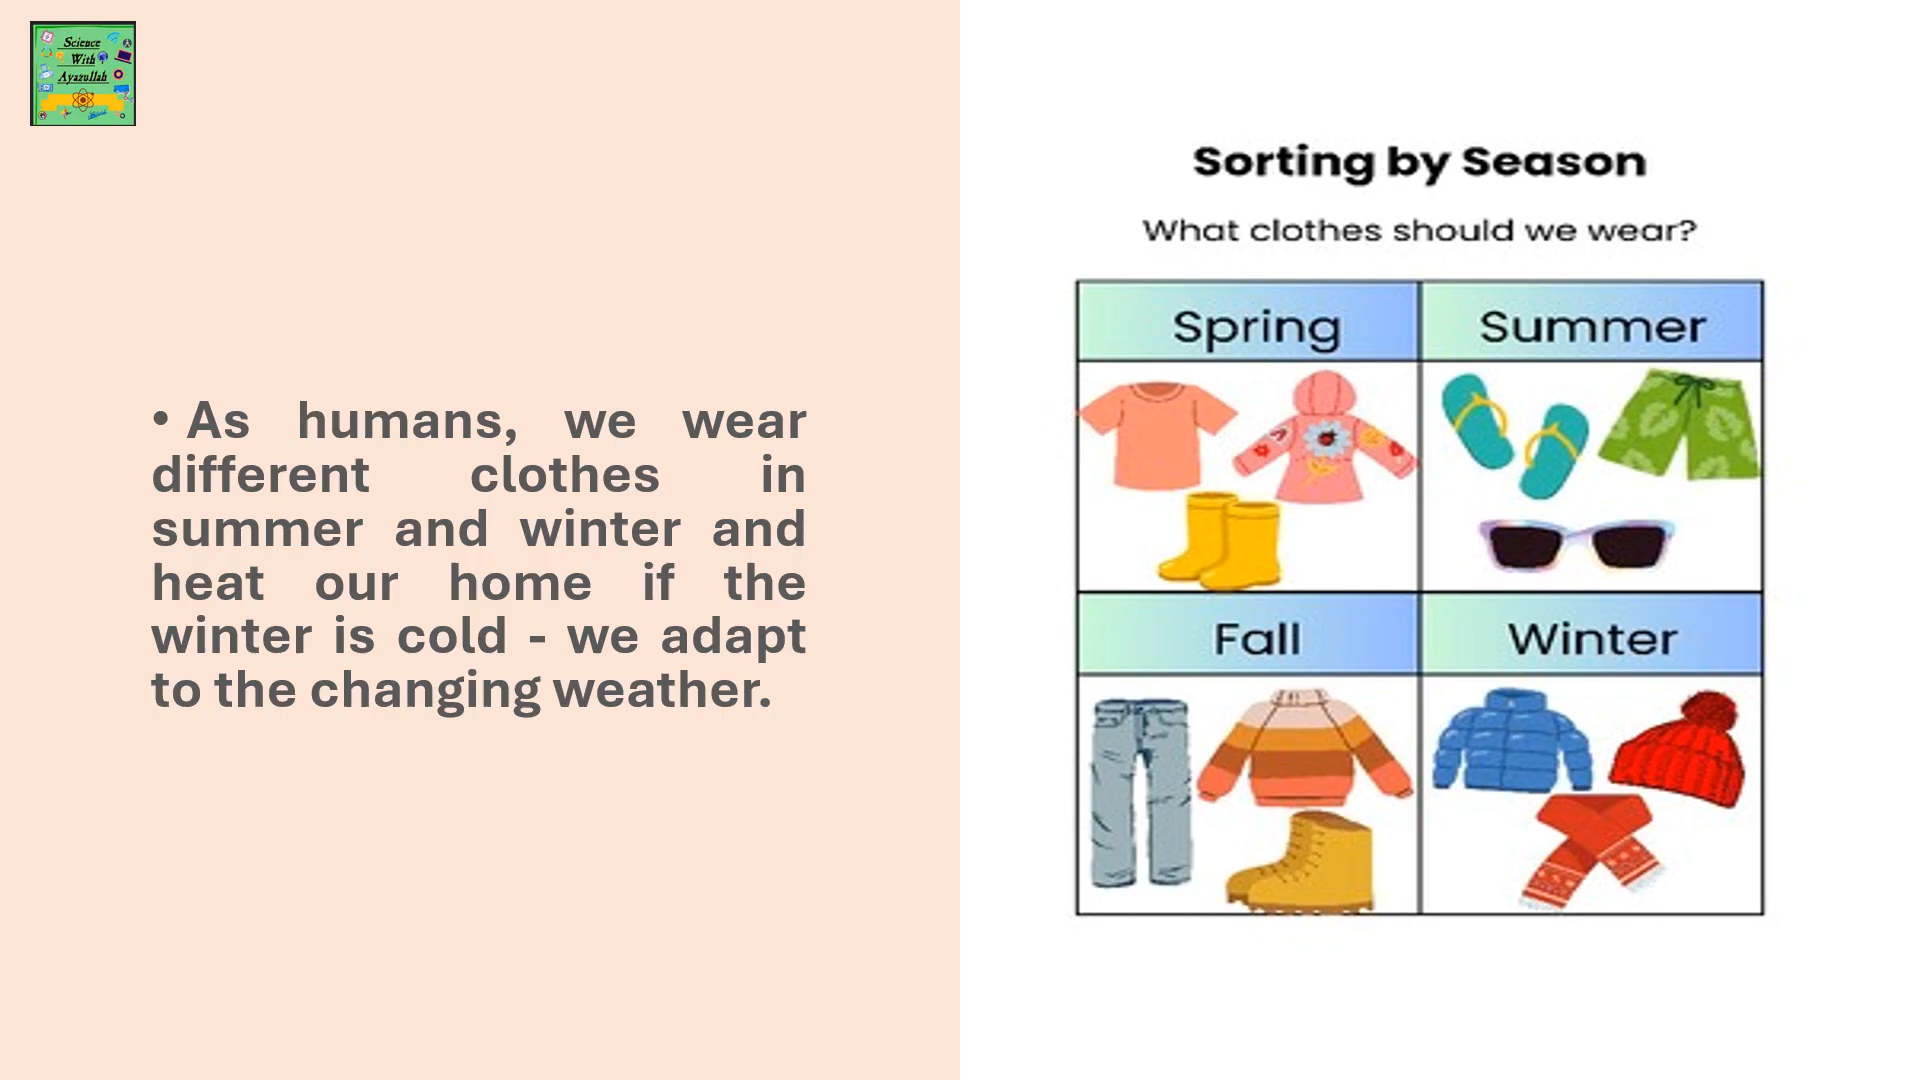 Science
With
Ayazullah
• As humans, we wear
different clothes in
summer and winter and
heat our home if the
winter is cold - we adapt
to the changing weather.
Sorting by Season
What clothes should we wear?
Spring
Summer
Fall
Winter